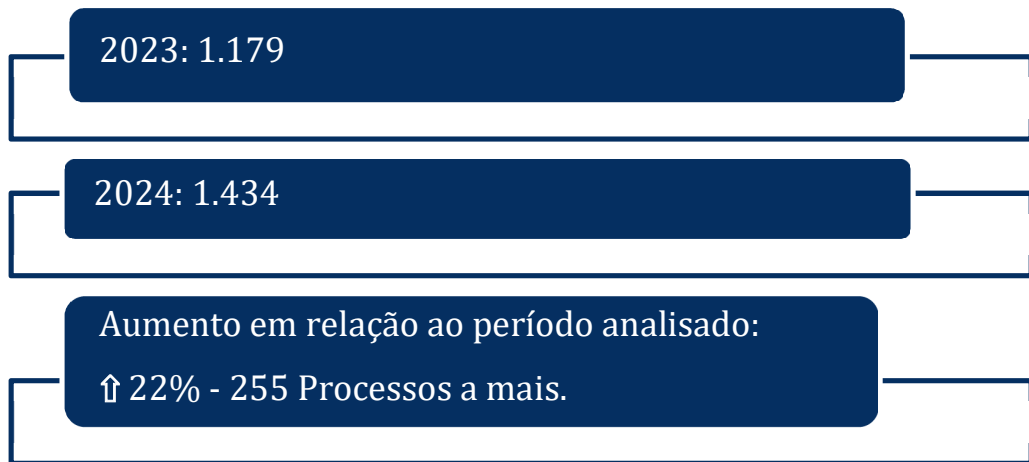 2023: 1.179
2024: 1.434
Aumento em relação ao período analisado:
⇧ 22% - 255 Processos a mais.